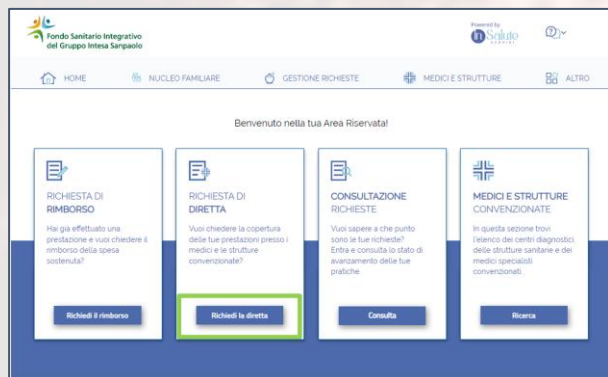 Fondo Sanitario Integrativo
del Gruppo Intesa Sanpaolo
Powered by
InSalute
SERVIZI
HOME
NUCLEO FAMILIARE
GESTIONE RICHIESTE
MEDICI E STRUTTURE
ALTRO
Benvenuto nella tua Area Riservata!
RICHIESTA DI
RIMBORSO
Hai già effettuato una
prestazione e vuoi chiedere il
rimborso della spesa
sostenuta?
Richiedi il rimborso
RICHIESTA DI
DIRETTA
Vuoi chiedere la copertura
delle tue prestazioni presso i
medici e le strutture
convenzionate?
Richiedi la diretta
CONSULTAZIONE
RICHIESTE
Vuoi sapere a che punto
sono le tue richieste?
Entra e consulta lo stato di
avanzamento delle tue
pratiche.
Consulta
MEDICI E STRUTTURE
CONVENZIONATE
In questa sezione trovi
l'elenco dei centri diagnostici
delle strutture sanitarie e dei
medici specialisti
convenzionati.
Ricerca